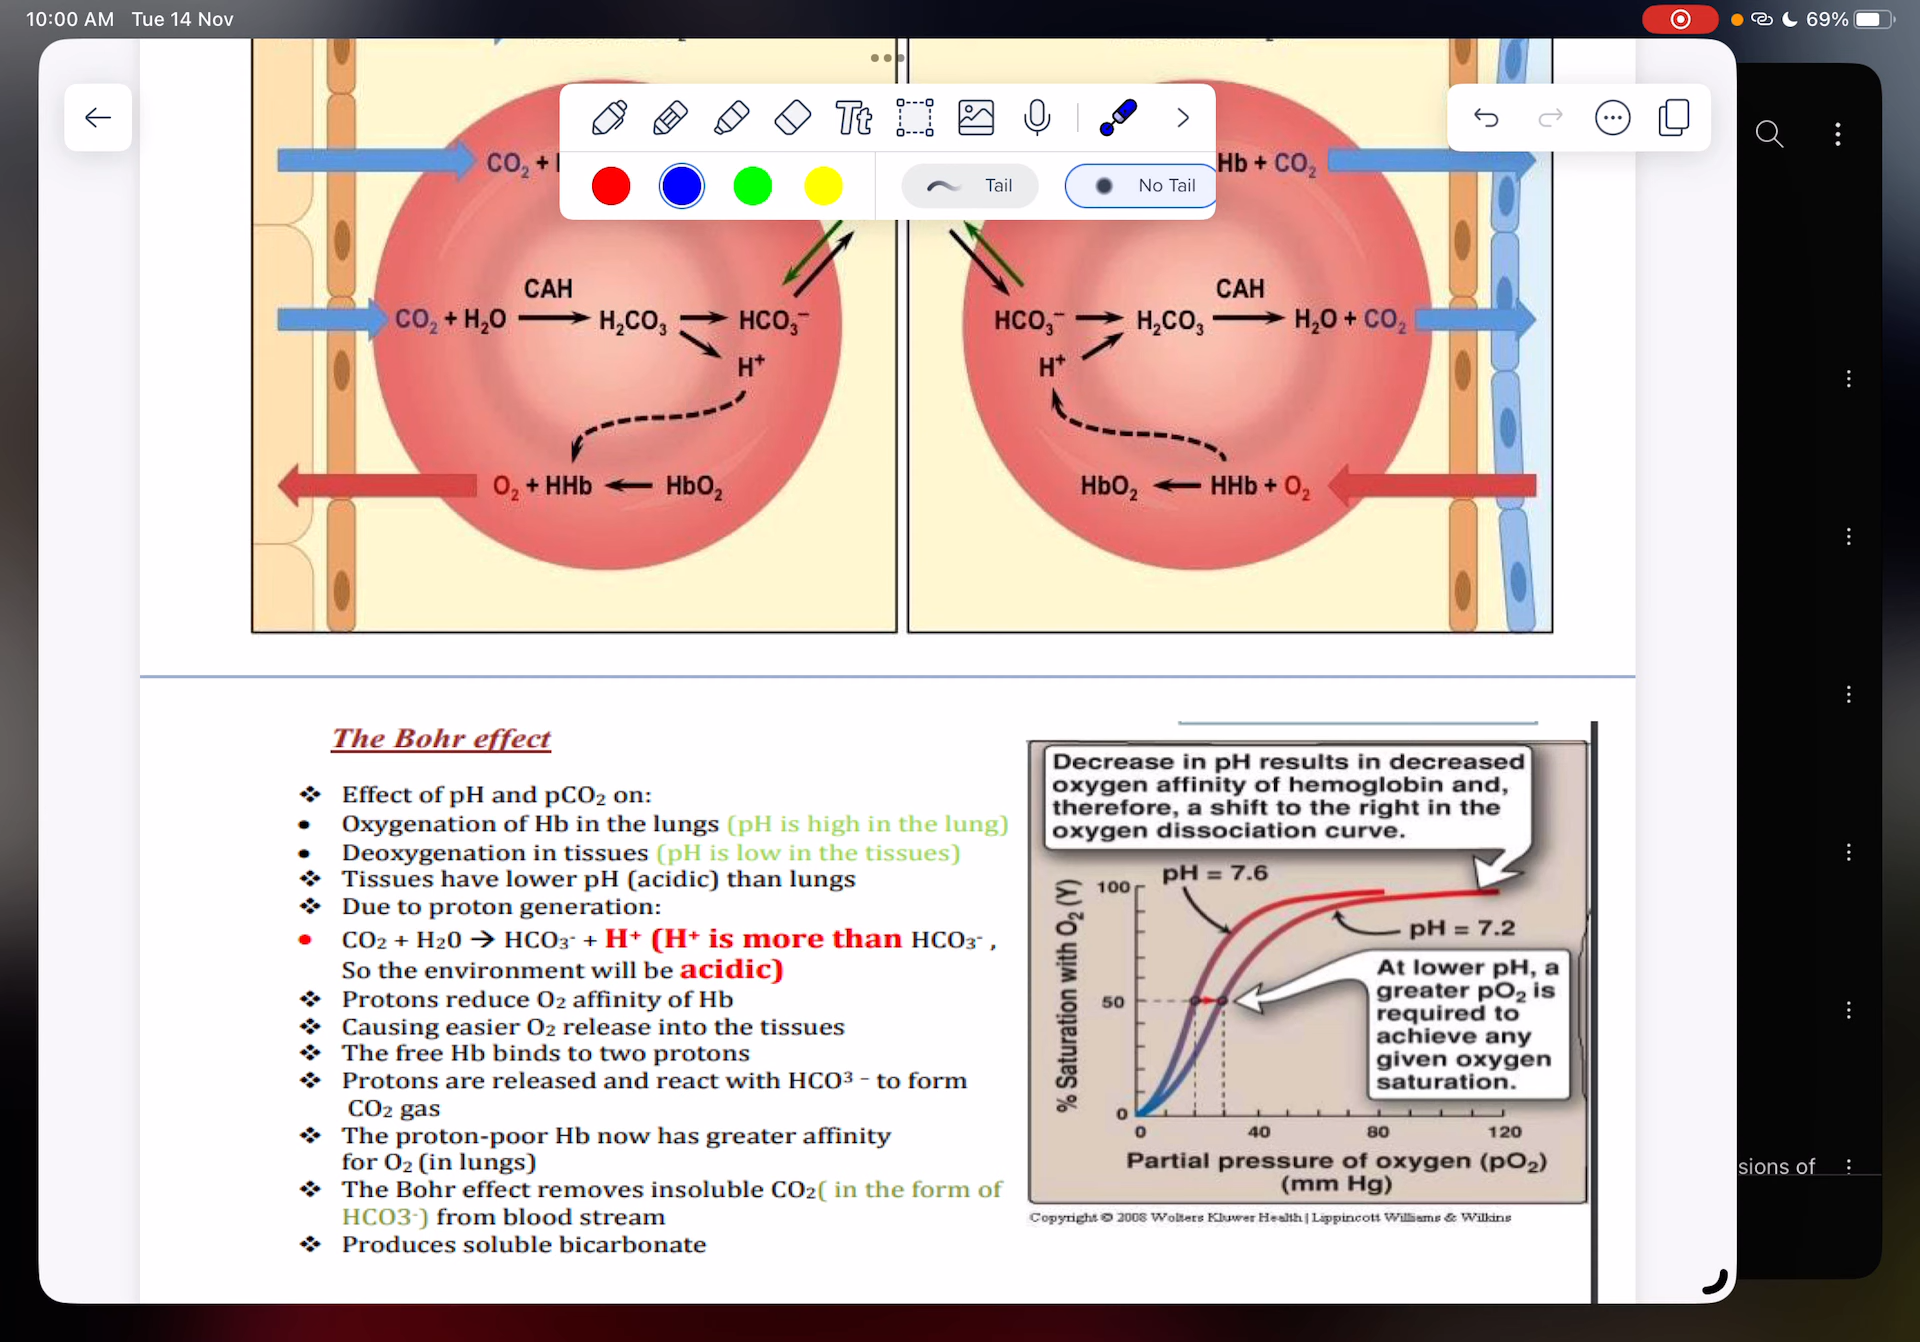 10:00 AM Tue 14 Nov
69%
Tt
Tail
No Tail
CO₂ +
Hb + CO₂
CAH
CO₂ + H₂O
H₂CO₃
HCO₃⁻
H⁺
O₂ + HHb
HbO₂
CAH
HCO₃⁻
H₂CO₃
H₂O + CO₂
H⁺
HbO₂
HHb + O₂
The Bohr effect
❖ Effect of pH and pCO₂ on:
• Oxygenation of Hb in the lungs (pH is high in the lung)
• Deoxygenation in tissues (pH is low in the tissues)
❖ Tissues have lower pH (acidic) than lungs
❖ Due to proton generation:
• CO₂ + H₂0 → HCO₃⁻ + H⁺ (H⁺ is more than HCO₃⁻ ,
So the environment will be acidic)
❖ Protons reduce O₂ affinity of Hb
❖ Causing easier O₂ release into the tissues
❖ The free Hb binds to two protons
❖ Protons are released and react with HCO³ ⁻ to form
CO₂ gas
❖ The proton-poor Hb now has greater affinity
for O₂ (in lungs)
❖ The Bohr effect removes insoluble CO₂( in the form of
HCO3⁻) from blood stream
❖ Produces soluble bicarbonate
Decrease in pH results in decreased
oxygen affinity of hemoglobin and,
therefore, a shift to the right in the
oxygen dissociation curve.
pH = 7.6
pH = 7.2
At lower pH, a
greater pO₂ is
required to
achieve any
given oxygen
saturation.
% Saturation with O₂ (Y)
100
50
0
0 40 80 120
Partial pressure of oxygen (pO₂)
(mm Hg)
Copyright © 2008 Wolters Kluwer Health | Lippincott Williams & Wilkins
sions of